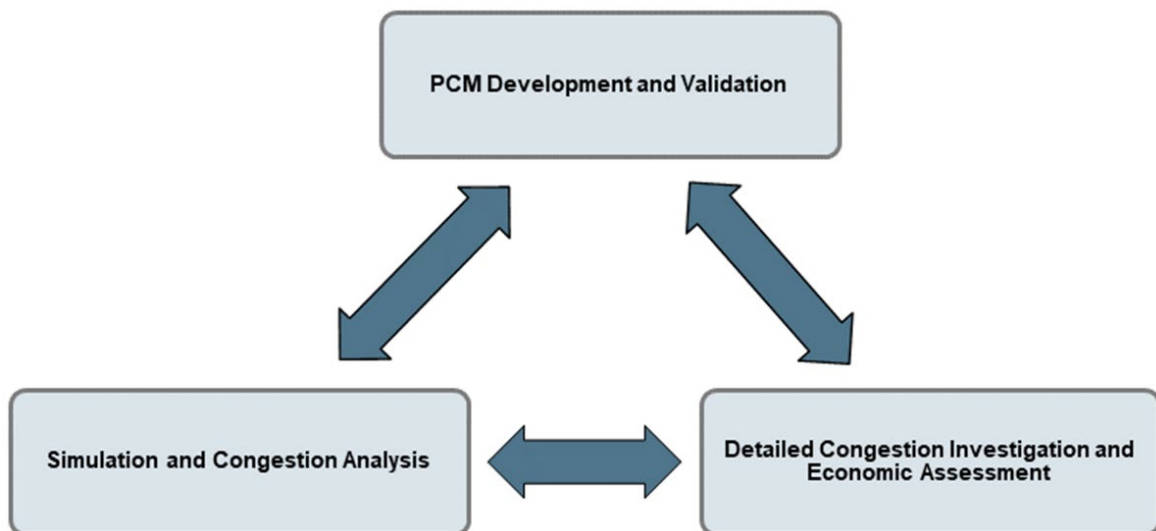 PCM Development and Validation
Simulation and Congestion Analysis
Detailed Congestion Investigation and
Economic Assessment